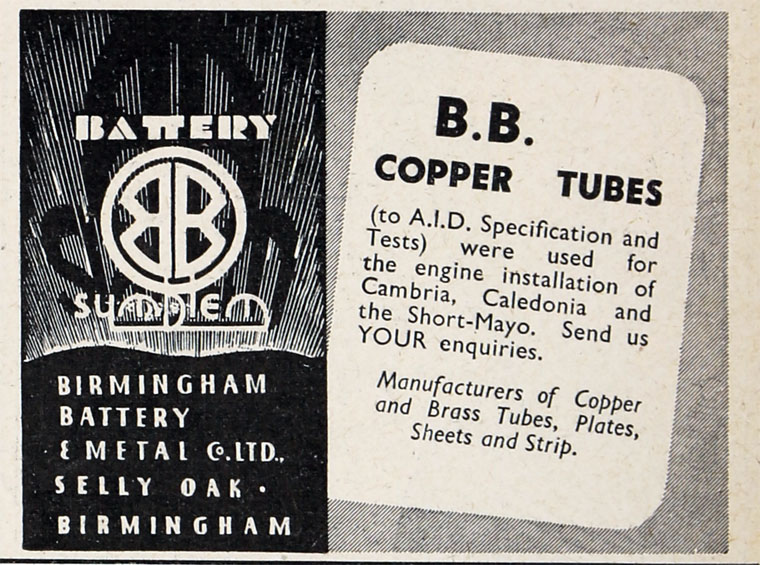 BATTERY
BB
BIRMINGHAM
BATTERY
& METAL Co. LTD.,
SELLY OAK.
BIRMINGHAM
B.B.
COPPER TUBES
(to A.I.D. Specification and
Tests) were used for
the engine installation of
Cambria, Caledonia and
the Short-Mayo. Send us
YOUR enquiries.
Manufacturers of Copper
and Brass Tubes, Plates,
Sheets and Strip.